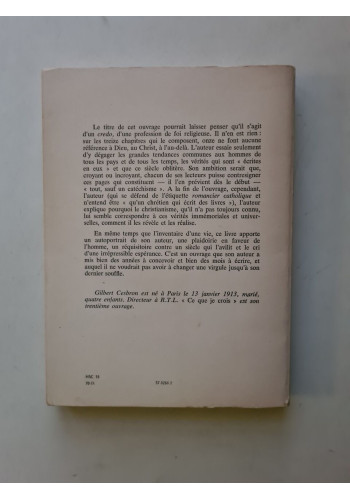 Le titre de cet ouvrage pourrait laisser penser qu'il s'agit
d'un credo, d'une profession de foi religieuse. Il n'en est rien :
sur les treize chapitres qui le composent, onze ne font aucune
référence à Dieu, au Christ, à l'au-delà. L'auteur essaie seulement
d'y dégager les grandes tendances communes aux hommes de
tous les pays et de tous les temps, les vérités qui sont « écrites
en eux » et que ce siècle oblitère. Son ambition serait que,
croyant ou incroyant, chacun de ses lecteurs puisse contresigner
ces pages qui constituent — il l'en prévient dès le début —
« tout, sauf un catéchisme ». A la fin de l'ouvrage, cependant,
l'auteur (qui se défend de l'étiquette romancier catholique et
n'entend être « qu'un chrétien qui écrit des livres »), l'auteur
explique pourquoi le christianisme, qu'il n'a pas toujours connu,
lui semble correspondre à ces vérités immémoriales et univer-
selles, comment il les révèle et les réalise.
En même temps que l'inventaire d'une vie, ce livre apporte
un autoportrait de son auteur, une plaidoirie en faveur de
l'homme, un réquisitoire contre un siècle qui l'avilit et le cri
d'une irrépressible espérance. C'est un ouvrage que son auteur
a mis bien des années à concevoir et bien des mois à écrire, et
auquel il ne voudrait pas avoir à changer une virgule jusqu'à son
dernier souffle.
Gilbert Cesbron est né à Paris le 13 janvier 1913, marié,
quatre enfants. Directeur à R.T.L. « Ce que je crois » est son
trentième ouvrage.